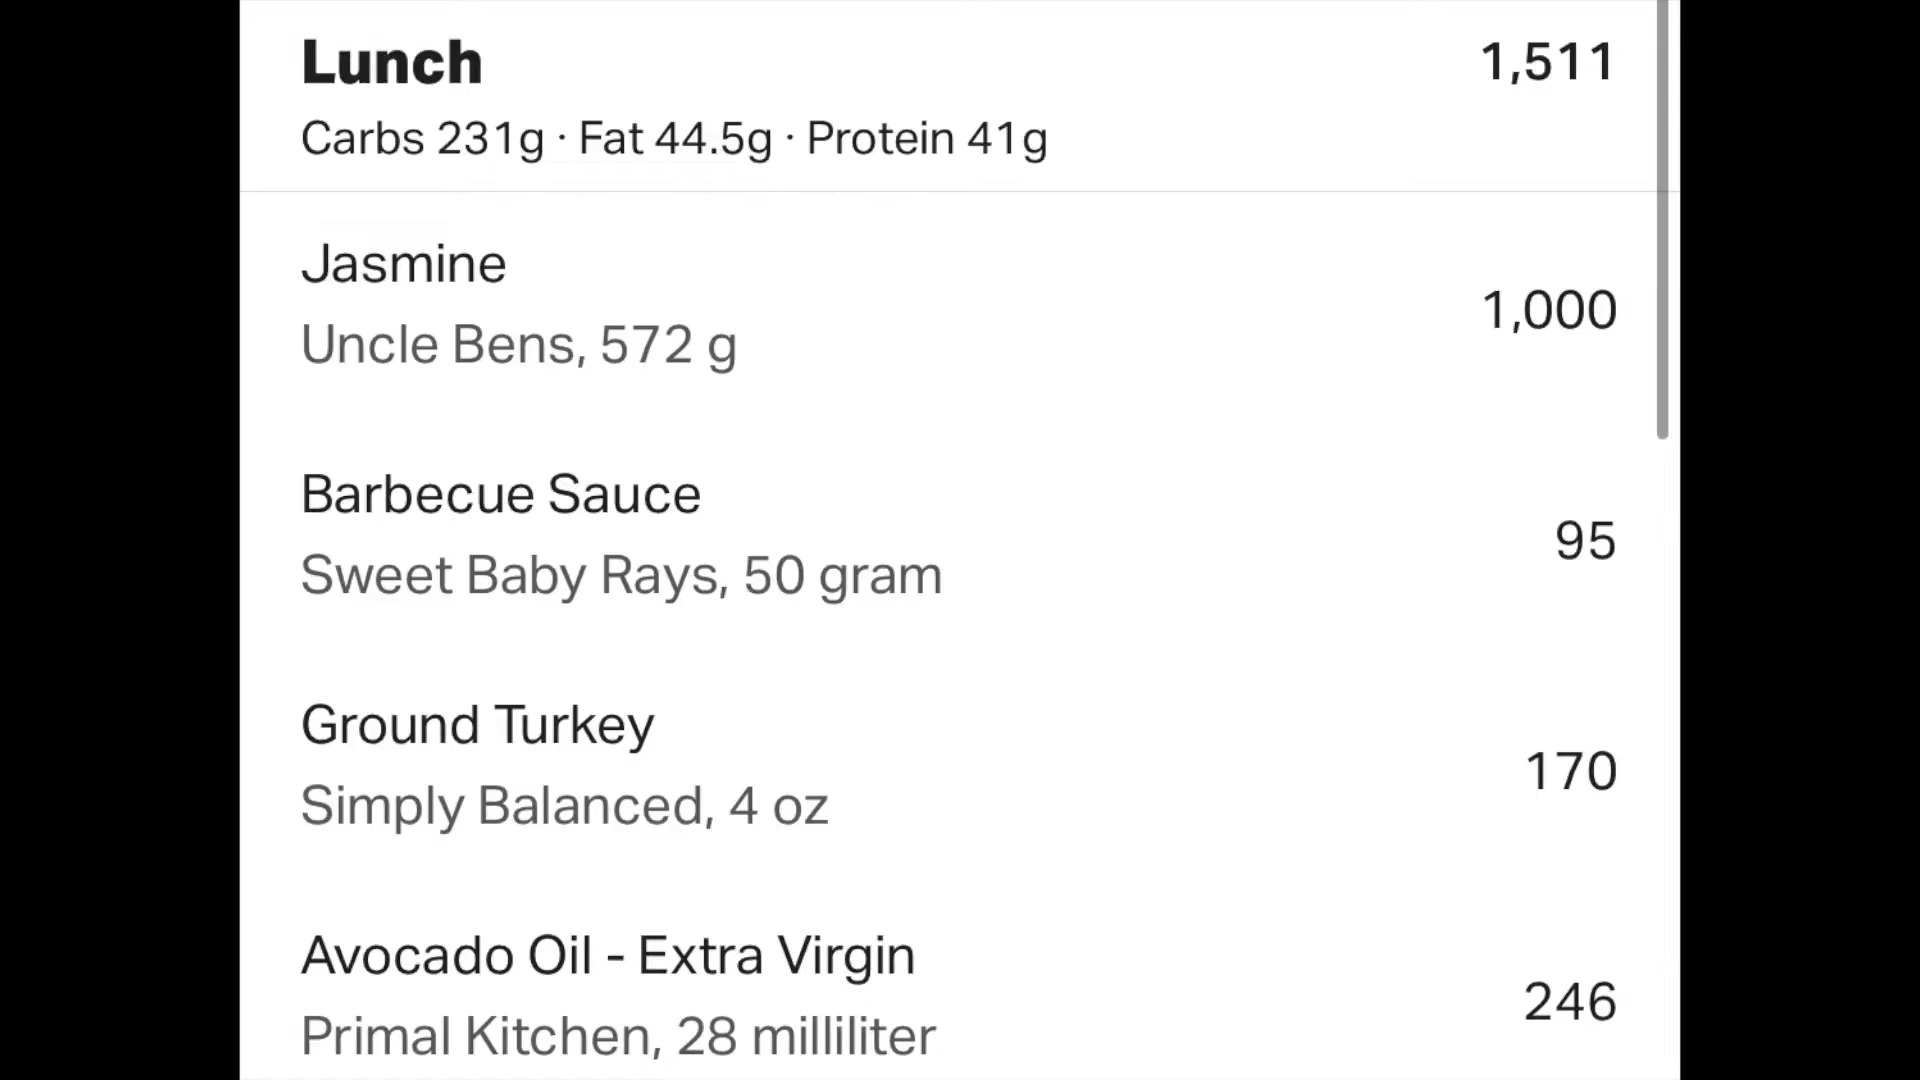 Lunch 1,511
Carbs 231g · Fat 44.5g · Protein 41g
Jasmine
1,000
Uncle Bens, 572 g
Barbecue Sauce
95
Sweet Baby Rays, 50 gram
Ground Turkey
170
Simply Balanced, 4 oz
Avocado Oil - Extra Virgin
246
Primal Kitchen, 28 milliliter